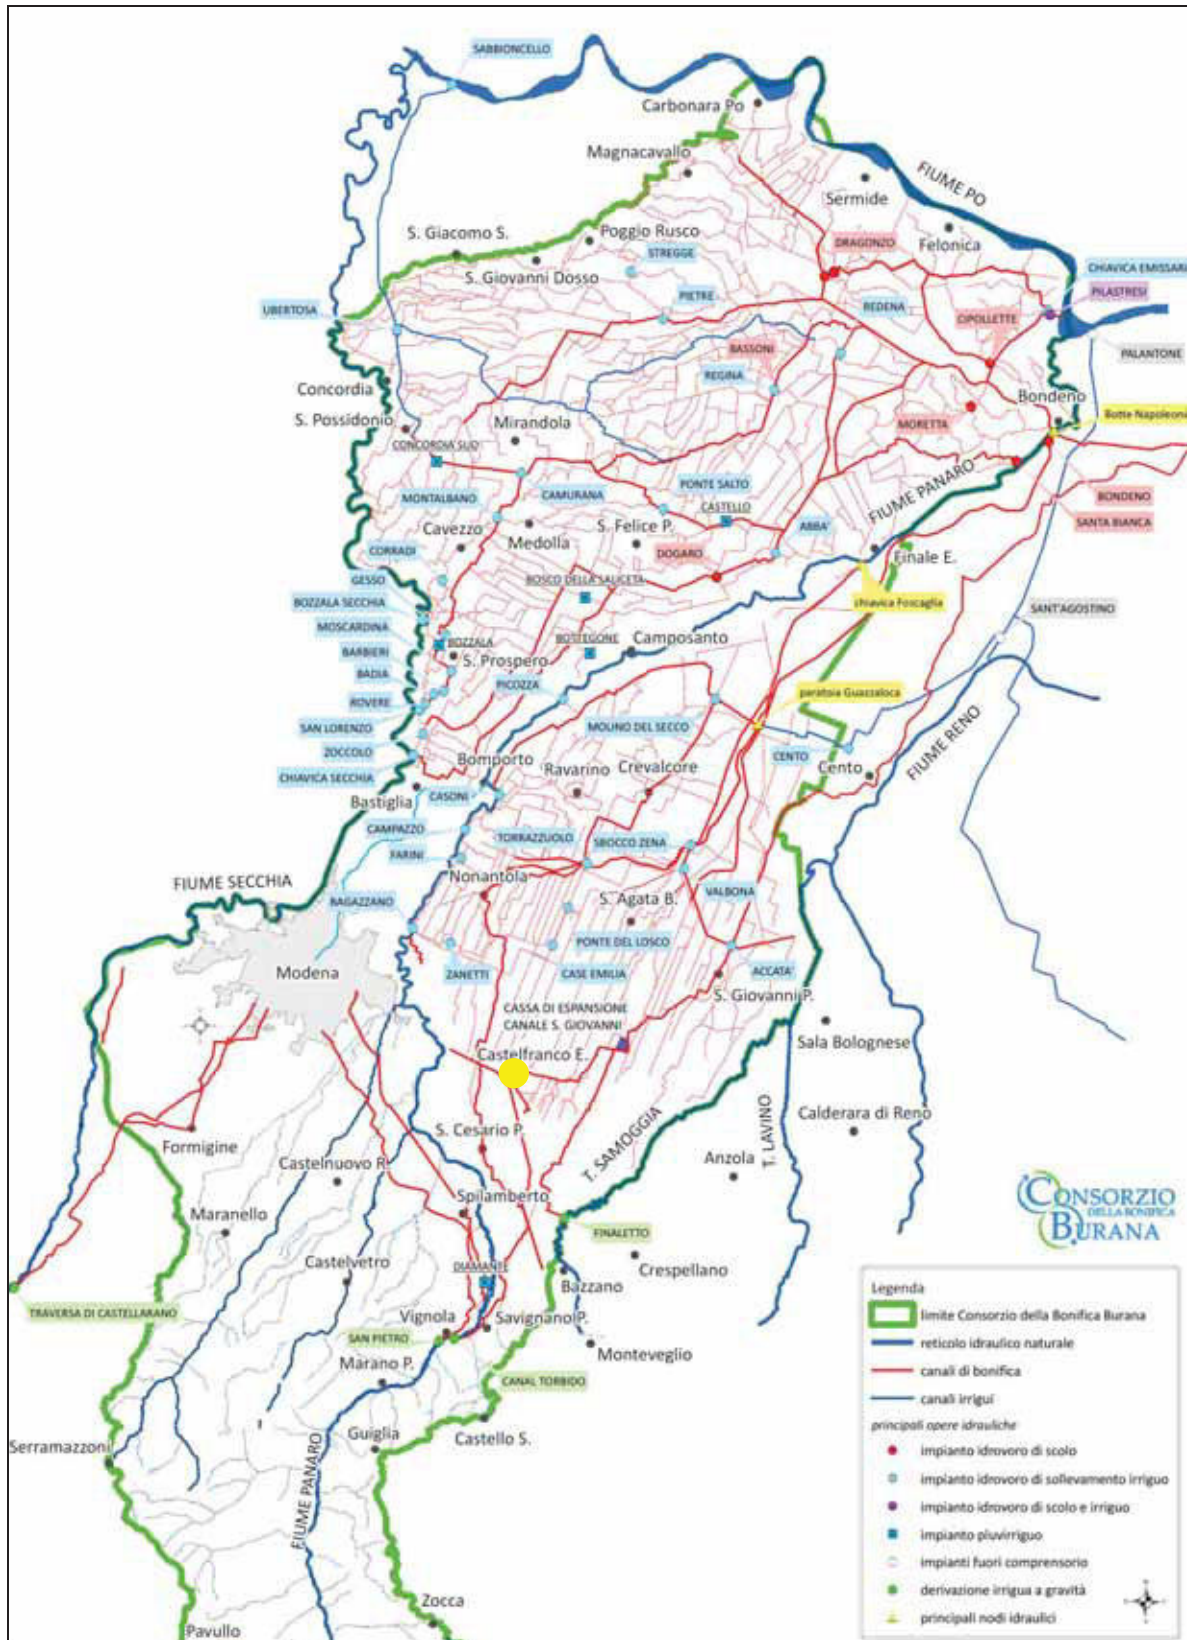 SABBIONCELLO
Carbonara Po
Magnacavallo
FIUME PO
Sermide
S. Giacomo S.
Poggio Rusco
STREGGE
DRAGONZO
Felonica
S. Giovanni Dosso
CHIAVICA EMISSARI
PILASTRESI
UBERTOSA
PIETRE
REDENA
CIPOLLETTE
BASSONI
PALANTONE
REGINA
Concordia
S. Possidonio
Mirandola
MORETTA
Bondeno
Botte Napoleoni
CONCORDIA SUD
MONTALBANO
CAMURANA
PONTE SALTO
CASTELLO
FIUME PANARO
BONDENO
SANTA BIANCA
Cavezzo
Medolla
S. Felice P.
ABBA'
CORRADI
DOGARO
Finale E.
GESSO
BOSCO DELLA SALICETA
chiavica Foscaglia
BOZZALA SECCHIA
MOSCARDINA
SANT'AGOSTINO
BOZZALA
BOTTEGONE
Camposanto
BARBIERI
S. Prospero
BADIA
PICOZZA
paratoia Guazzaloca
ROVERE
SAN LORENZO
MOLINO DEL SECCO
FIUME RENO
ZOCCOLO
CENTO
Cento
CHIAVICA SECCHIA
Bomporto
Ravarino
Crevalcore
Bastiglia
CASONI
CAMPAZZO
TORRAZZUOLO
SBOCCO ZENA
FARINI
Nonantola
VALBONA
FIUME SECCHIA
RAGAZZANO
S. Agata B.
PONTE DEL LOSCO
Modena
ZANETTI
CASE EMILIA
ACCATA'
S. Giovanni P.
CASSA DI ESPANSIONE
CANALE S. GIOVANNI
Sala Bolognese
Castelfranco E.
T. SAMOGGIA
T. LAVINO
Calderara di Reno
Formigine
S. Cesario P.
Anzola
Castelnuovo R.
Spilamberto
Maranello
FINALETTO
CONSORZIO
DELLA BONIFICA
BURANA
Castelvetro
DIAMANTE
Bazzano
Crespellano
TRAVERSA DI CASTELLARANO
Vignola
Savignano P.
SAN PIETRO
Monteveglio
Marano P.
CANAL TORBIDO
Guiglia
Castello S.
Serramazzoni
FIUME PANARO
Zocca
Pavullo
Legenda
limite Consorzio della Bonifica Burana
reticolo idraulico naturale
canali di bonifica
canali irrigui
principali opere idrauliche
impianto idrovoro di scolo
impianto idrovoro di sollevamento irriguo
impianto idrovoro di scolo e irriguo
impianto pluvirriguo
impianti fuori comprensorio
derivazione irrigua a gravità
principali nodi idraulici